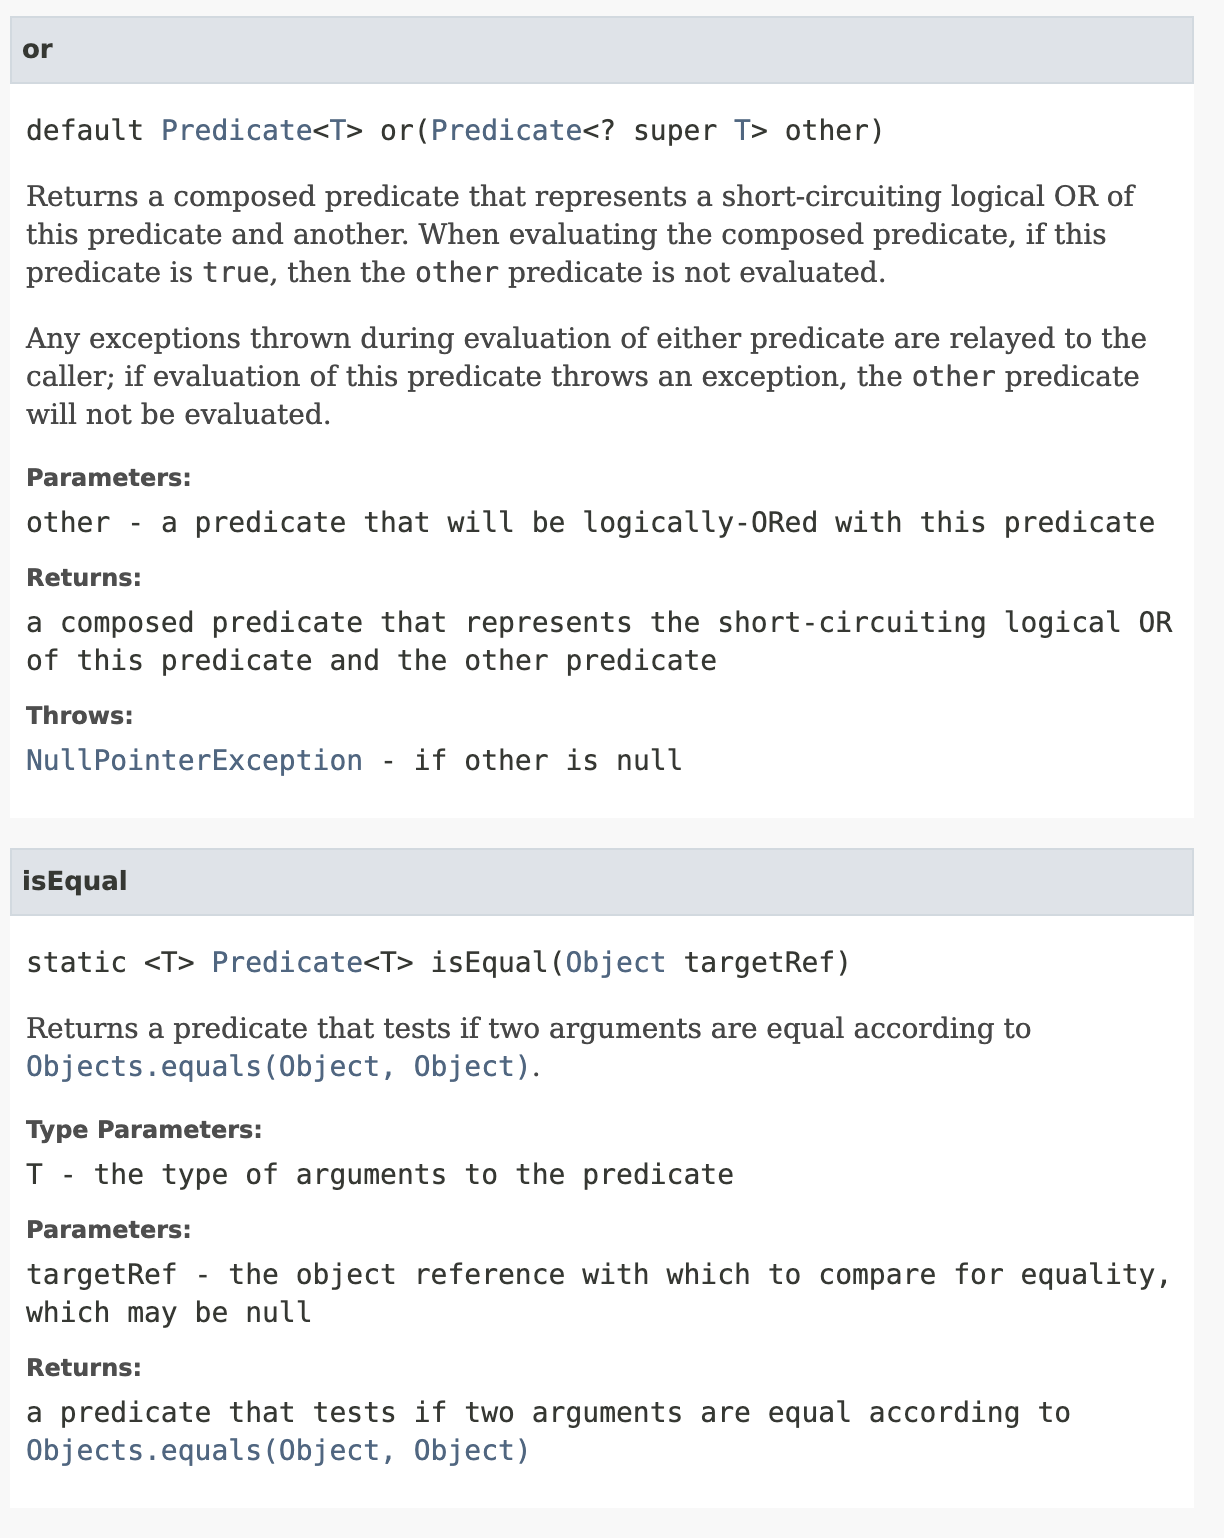 or
default Predicate<T> or(Predicate<? super T> other)
Returns a composed predicate that represents a short-circuiting logical OR of
this predicate and another. When evaluating the composed predicate, if this
predicate is true, then the other predicate is not evaluated.
Any exceptions thrown during evaluation of either predicate are relayed to the
caller; if evaluation of this predicate throws an exception, the other predicate
will not be evaluated.
Parameters:
other - a predicate that will be logically-ORed with this predicate
Returns:
a composed predicate that represents the short-circuiting logical OR
of this predicate and the other predicate
Throws:
NullPointerException - if other is null
isEqual
static <T> Predicate<T> isEqual(Object targetRef)
Returns a predicate that tests if two arguments are equal according to
Objects.equals(Object, Object).
Type Parameters:
T - the type of arguments to the predicate
Parameters:
targetRef - the object reference with which to compare for equality,
which may be null
Returns:
a predicate that tests if two arguments are equal according to
Objects.equals(Object, Object)